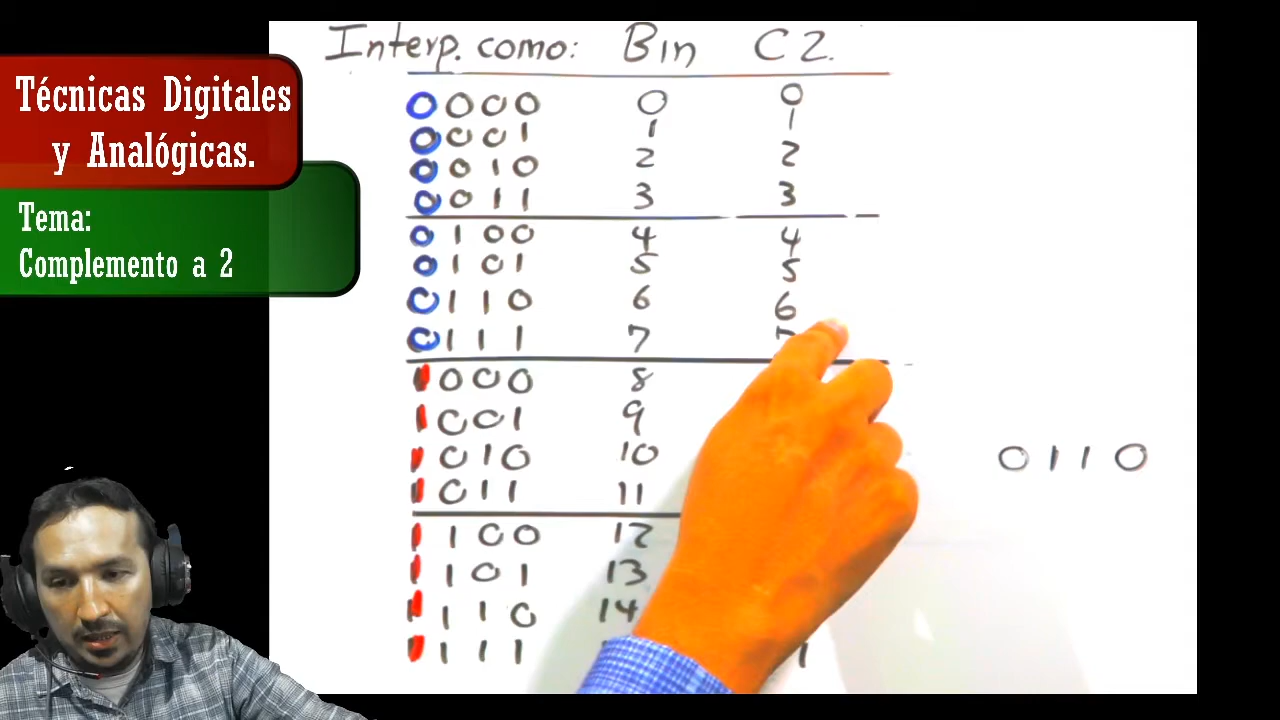 Técnicas Digitales
y Analógicas.
Tema:
Complemento a 2
Interp. como: Bin C2.
0000 0 0
0001 1 1
0010 2 2
0011 3 3
0100 4 4
0101 5 5
0110 6 6
0111 7 7
1000 8
1001 9
1010 10
1011 11
1100 12
1101 13
1110 14
1111 1
0110